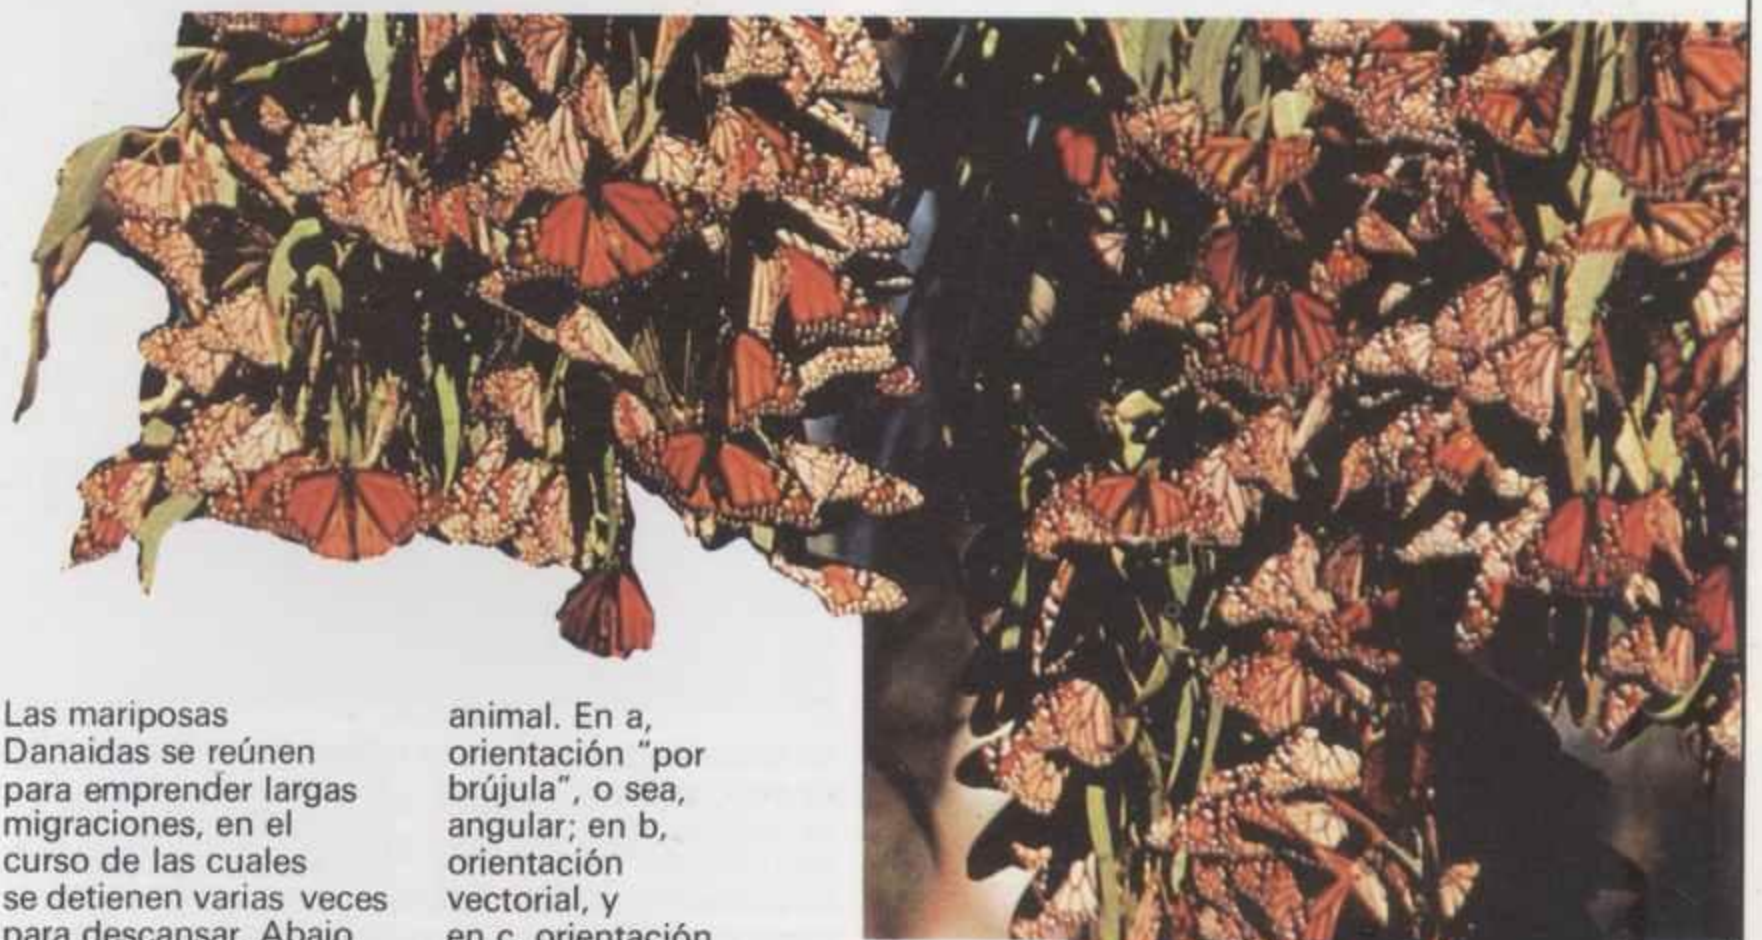 Las mariposas
Danaidas se reúnen
para emprender largas
migraciones, en el
curso de las cuales
se detienen varias veces
para descansar. Abajo,
animal. En a,
orientación "por
brújula", o sea,
angular; en b,
orientación
vectorial, y
en c, orientación